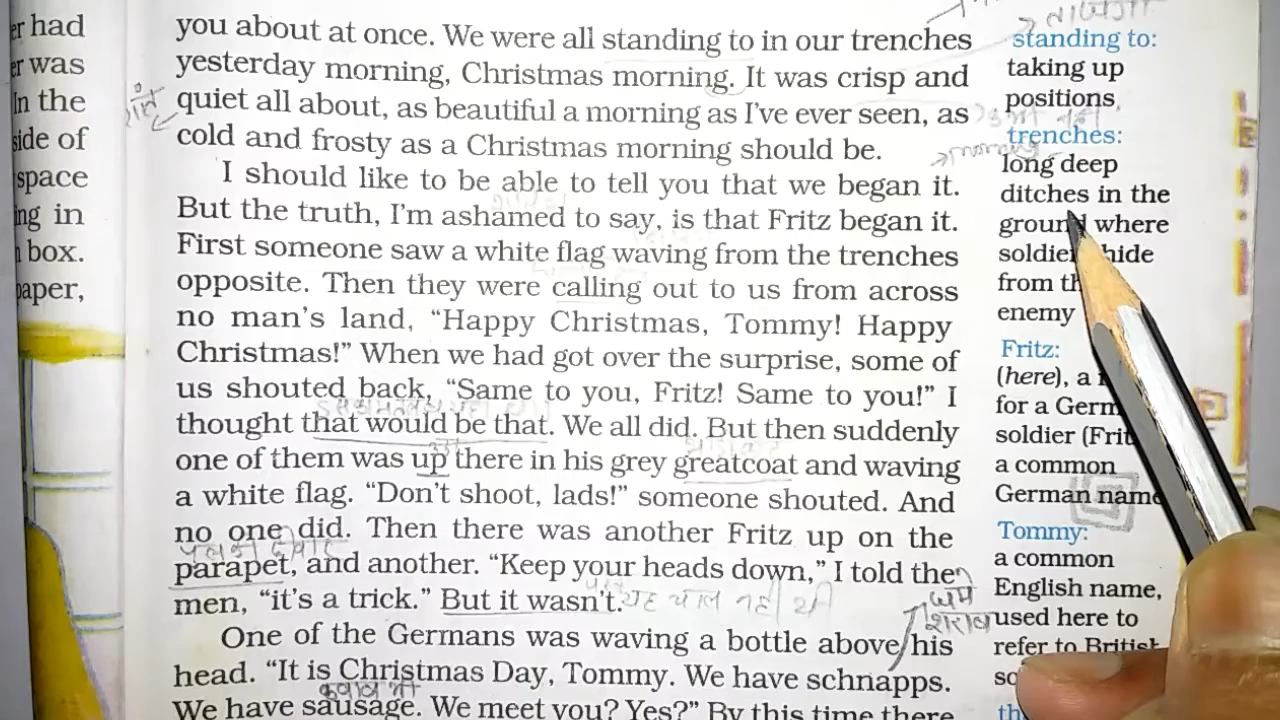 er had
er was
In the
side of
space
ing in
box.
paper,
you about at once. We were all standing to in our trenches
yesterday morning, Christmas morning. It was crisp and
quiet all about, as beautiful a morning as I've ever seen, as
cold and frosty as a Christmas morning should be.
I should like to be able to tell you that we began it.
But the truth, I'm ashamed to say, is that Fritz began it.
First someone saw a white flag waving from the trenches
opposite. Then they were calling out to us from across
no man's land, “Happy Christmas, Tommy! Happy
Christmas!” When we had got over the surprise, some of
us shouted back, “Same to you, Fritz! Same to you!” I
thought that would be that. We all did. But then suddenly
one of them was up there in his grey greatcoat and waving
a white flag. “Don't shoot, lads!” someone shouted. And
no one did. Then there was another Fritz up on the
parapet, and another. “Keep your heads down,” I told the
men, “it's a trick.” But it wasn't. यह चाल नहीं थी
One of the Germans was waving a bottle above his
head. “It is Christmas Day, Tommy. We have schnapps.
We have sausage. We meet you? Yes?” By this time there
standing to:
taking up
positions
trenches:
morning
long deep
ditches in the
ground where
hide
from
enemy
Fritz:
(here), a
for a
soldier
a common
German name
Tommy:
a common
English name,
used here to
refer to British